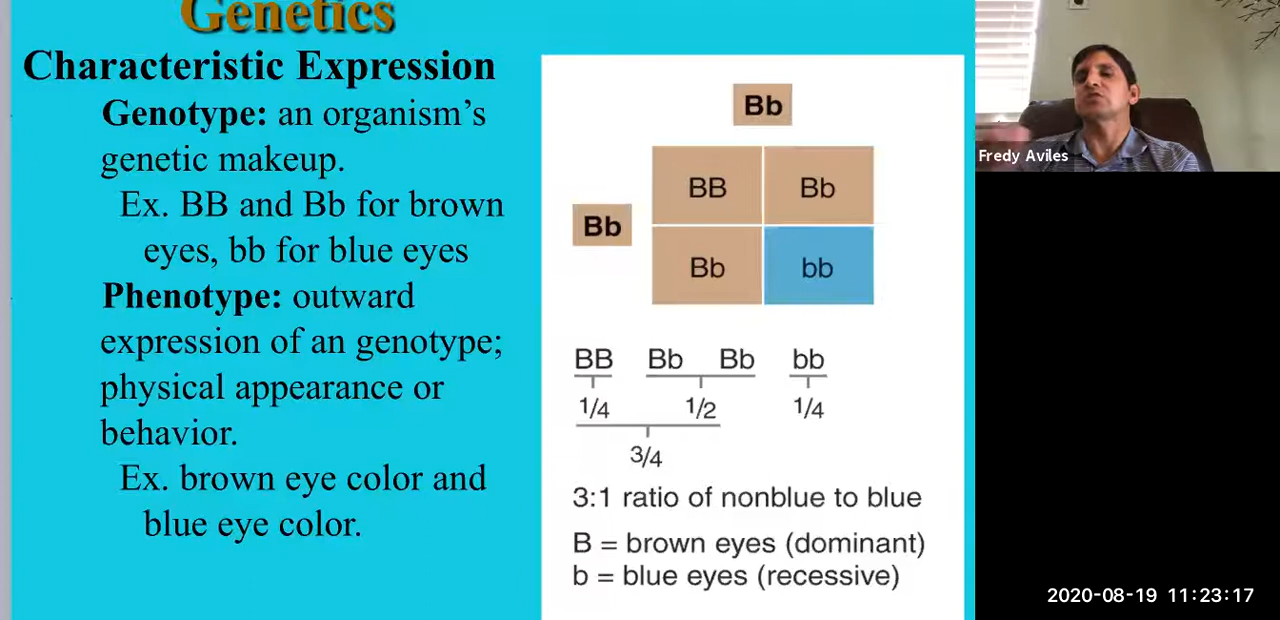 Genetics
Characteristic Expression
Genotype: an organism's
genetic makeup.
Ex. BB and Bb for brown
eyes, bb for blue eyes
Phenotype: outward
expression of an genotype;
physical appearance or
behavior.
Ex. brown eye color and
blue eye color.
Bb
BB Bb
Bb
Bb bb
BB Bb Bb bb
1/4 1/2 1/4
3/4
3:1 ratio of nonblue to blue
B = brown eyes (dominant)
b = blue eyes (recessive)
Fredy Aviles
2020-08-19 11:23:17